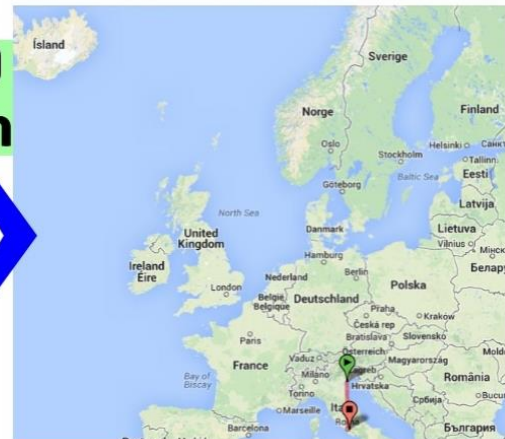 Ísland
Sverige
Norge
Finland
Oslo
Helsinki
Stockholm
Tallinn
Eesti
Göteborg
Baltic Sea
Latvija
North Sea
Danmark
Lietuva
United
Kingdom
Vilnius
Hamburg
Ireland
Éire
Berlin
Nederland
Polska
London
België
Belgique
Deutschland
Praha
Kraków
Česká rep
Paris
Bratislava
Slovensko
Vaduz
Österreich
Magyarország
France
Milano
Zagreb
Bay of
Biscay
România
Torino
Hrvatska
Србија
Marseille
Barcelona
България